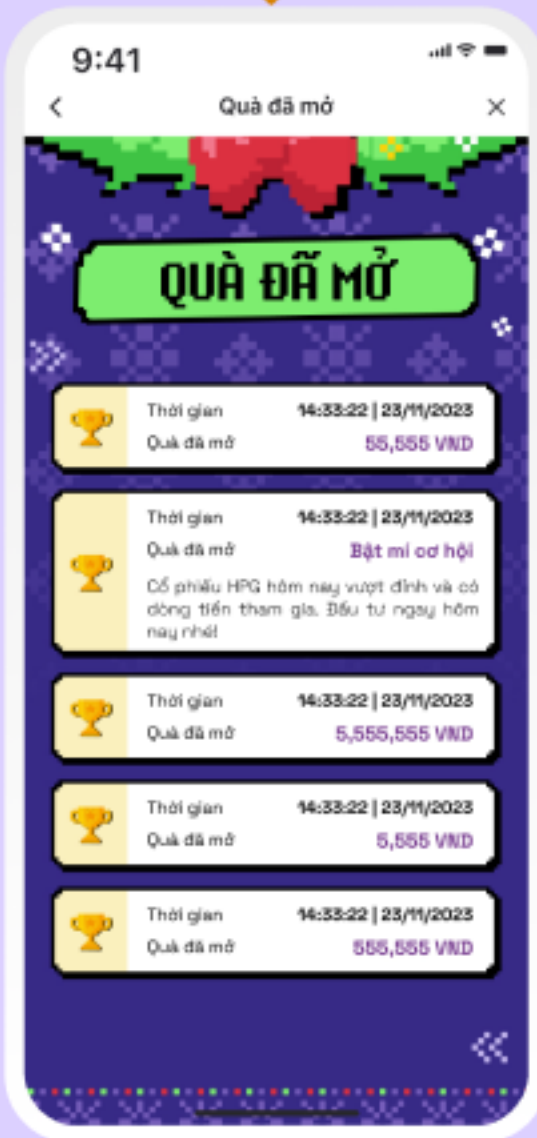 9:41
Quà đã mở
QUÀ ĐÃ MỞ
Thời gian 14:33:22 | 23/11/2023
Quà đã mở 55,555 VND
Thời gian 14:33:22 | 23/11/2023
Quà đã mở Bật mí cơ hội
Cổ phiếu HPG hôm nay vượt đỉnh và có
dòng tiền tham gia. Đầu tư ngay hôm
nay nhé!
Thời gian 14:33:22 | 23/11/2023
Quà đã mở 5,555,555 VND
Thời gian 14:33:22 | 23/11/2023
Quà đã mở 5,555 VND
Thời gian 14:33:22 | 23/11/2023
Quà đã mở 555,555 VND